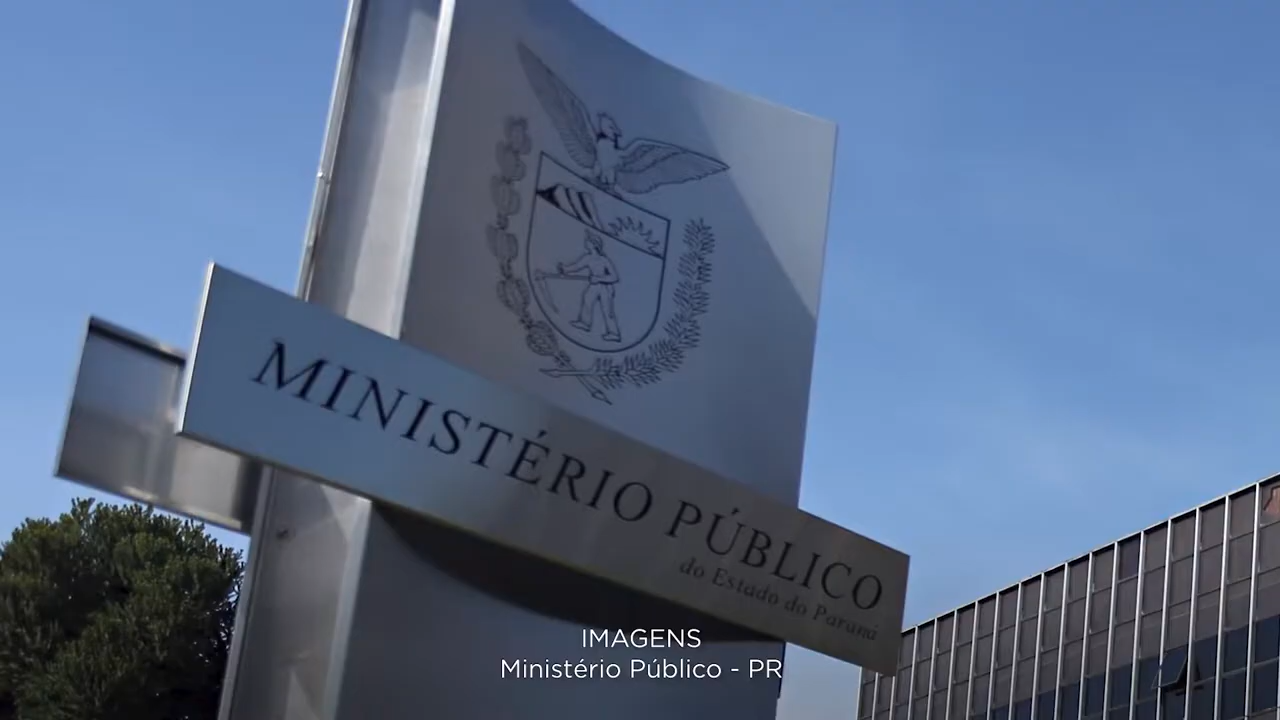 MINISTÉRIO PÚBLICO
do Estado do Paraná
IMAGENS
Ministério Público - PR